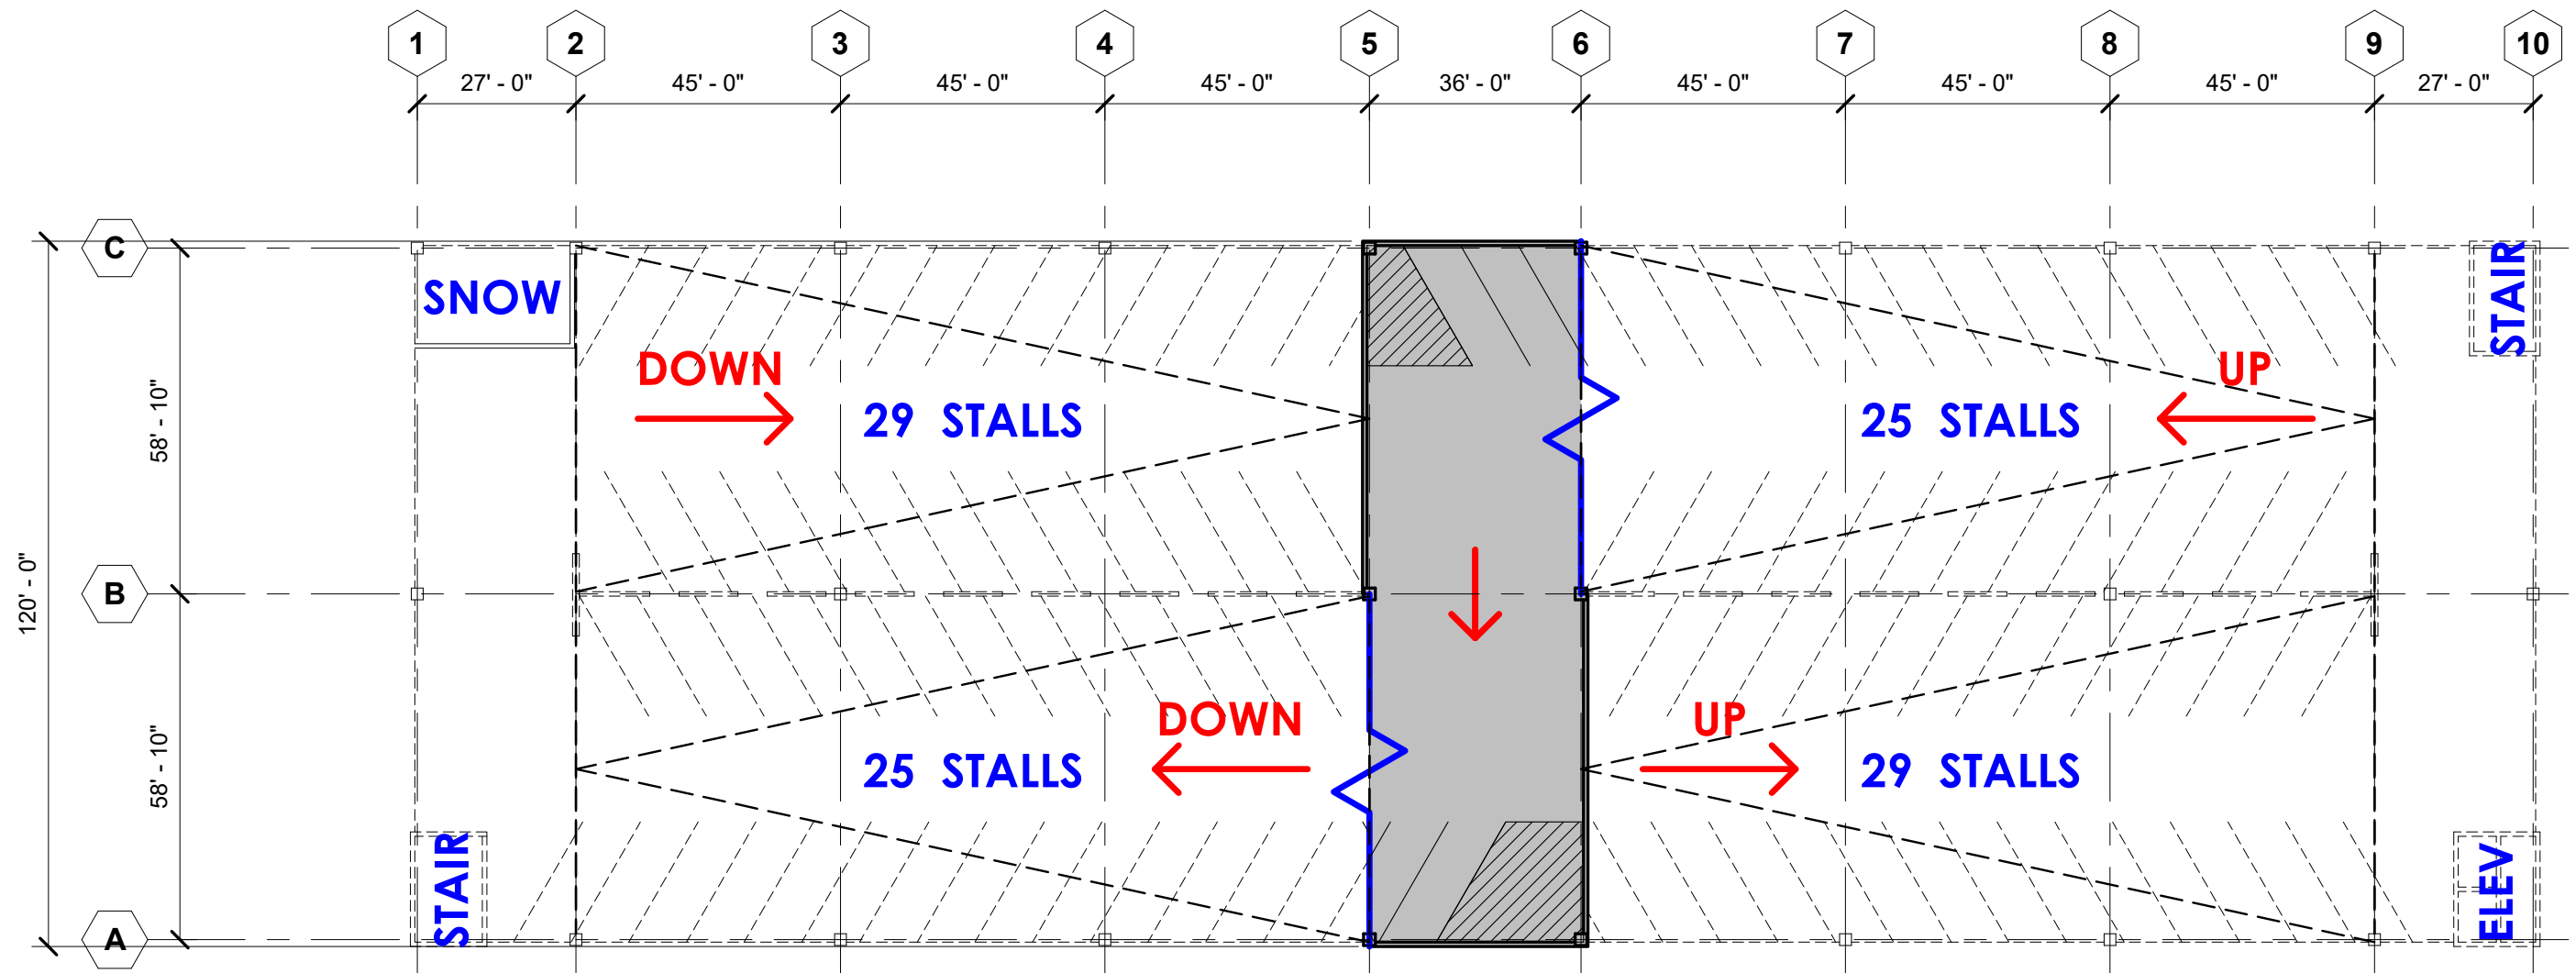 1 2 3 4 5 6 7 8 9 10
27' - 0" 45' - 0" 45' - 0" 45' - 0" 36' - 0" 45' - 0" 45' - 0" 45' - 0" 27' - 0"
C
SNOW
STAIR
DOWN
UP
29 STALLS
25 STALLS
58' - 10"
B
120' - 0"
DOWN
UP
58' - 10"
25 STALLS
29 STALLS
STAIR
ELEV
A